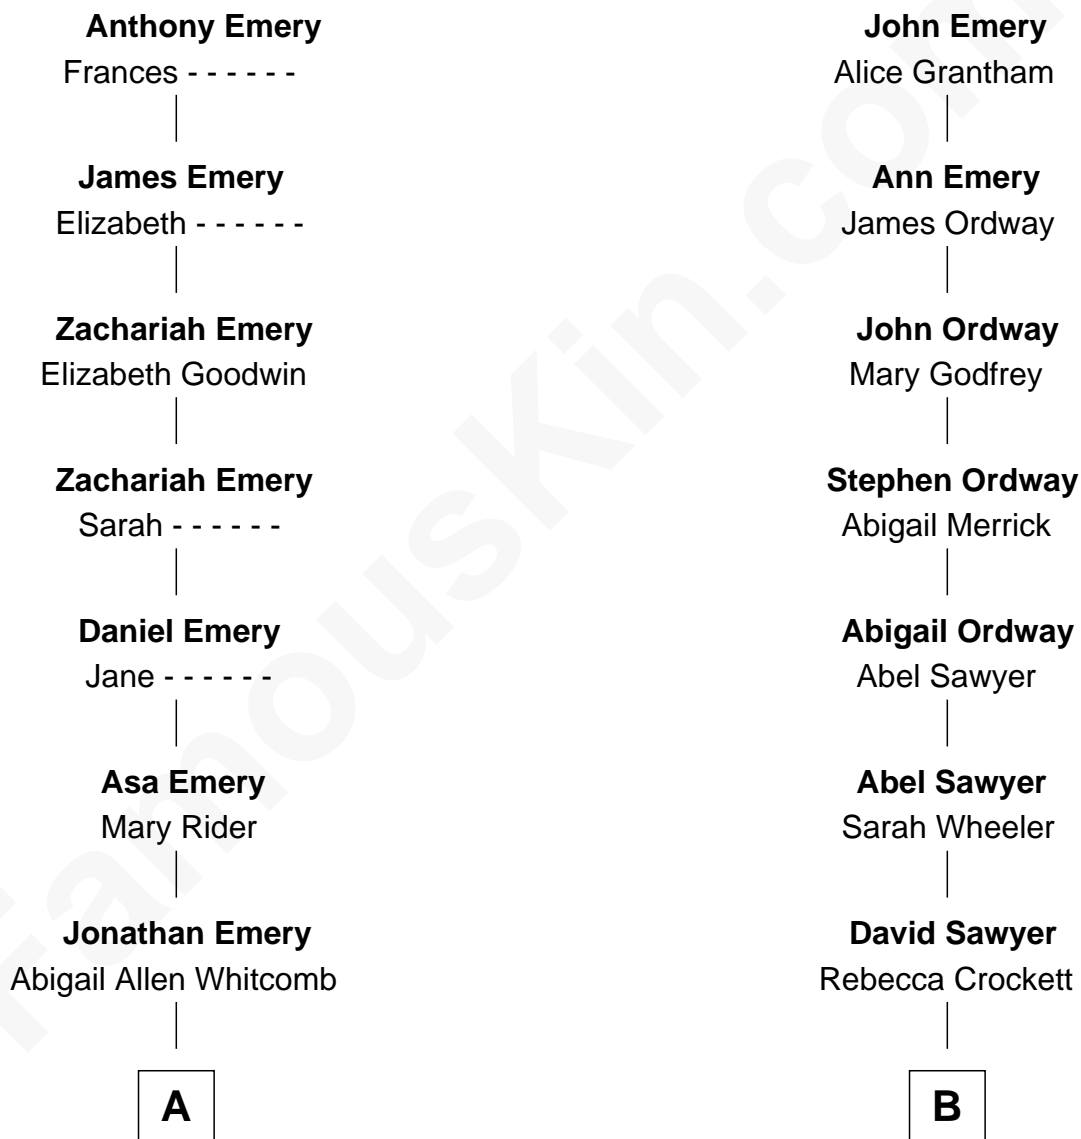 Anthony Emery
Frances - - - - - -
James Emery
Elizabeth - - - - - -
Zachariah Emery
Elizabeth Goodwin
Zachariah Emery
Sarah - - - - - -
Daniel Emery
Jane - - - - - -
Asa Emery
Mary Rider
Jonathan Emery
Abigail Allen Whitcomb
A
John Emery
Alice Grantham
Ann Emery
James Ordway
John Ordway
Mary Godfrey
Stephen Ordway
Abigail Merrick
Abigail Ordway
Abel Sawyer
Abel Sawyer
Sarah Wheeler
David Sawyer
Rebecca Crockett
B
FamousKin.com